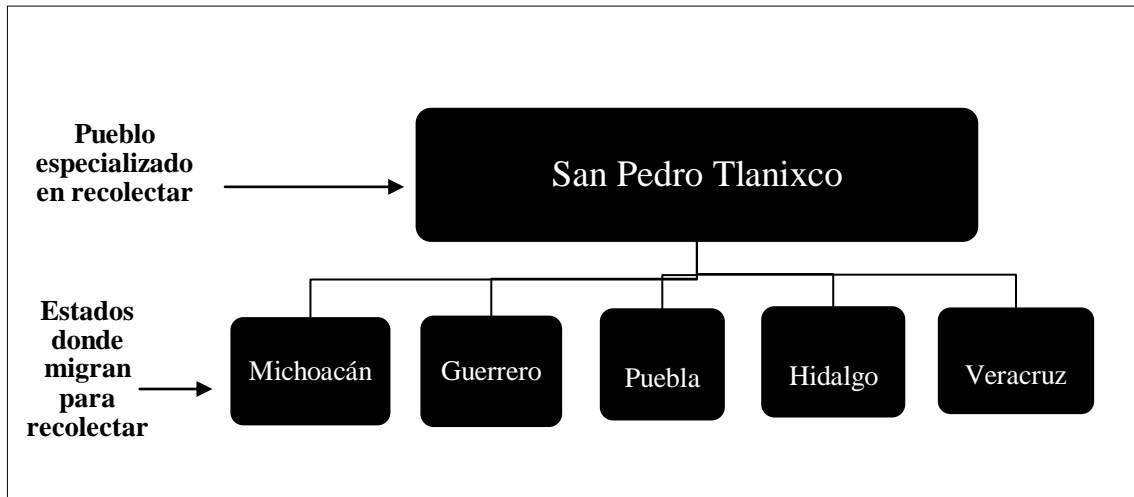 Pueblo
especializado
en recolectar
San Pedro Tlanixco
Estados
donde
migran
para
recolectar
Michoacán
Guerrero
Puebla
Hidalgo
Veracruz